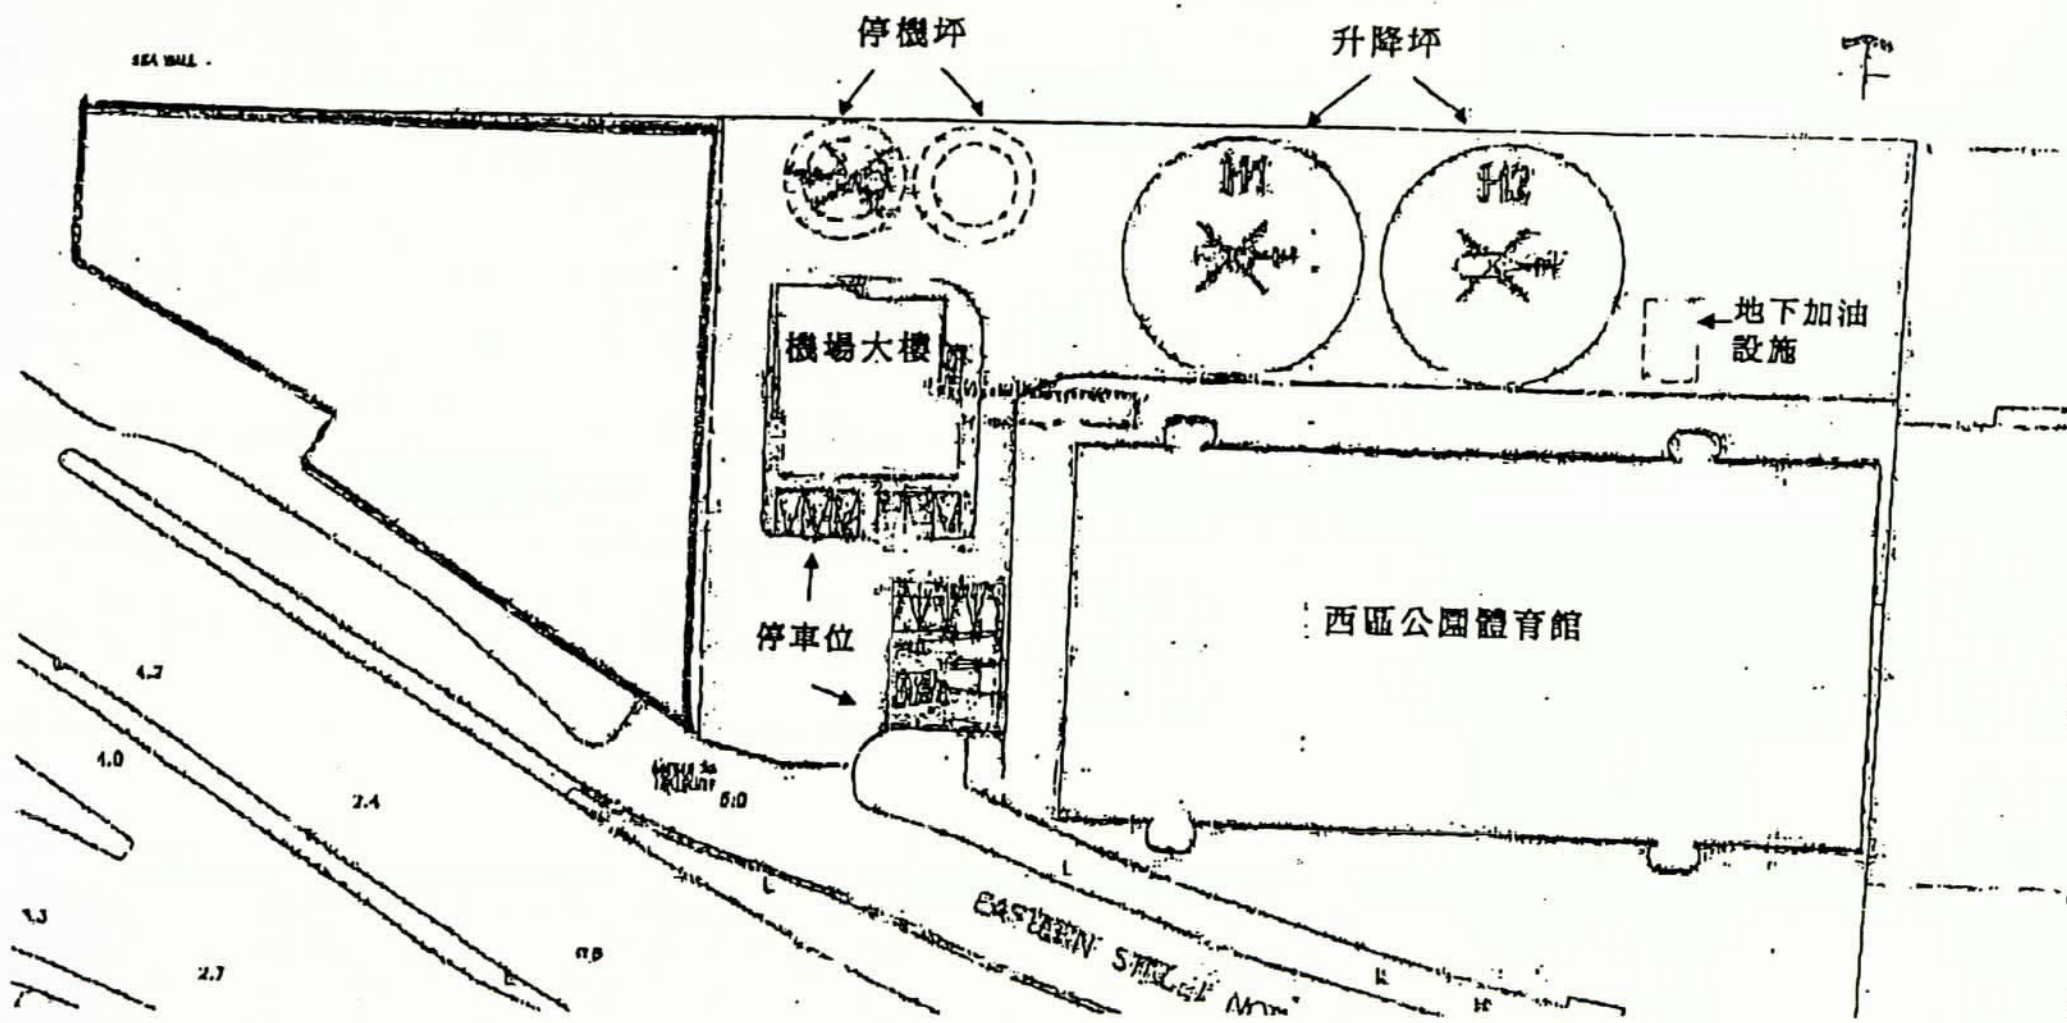 停機坪
升降坪
SEA WALL
H1
H2
地下加油
設施
機場大樓
停車位
西區公園體育館
4.7
4.0
2.4
6.0
2.7
EASTERN STREET